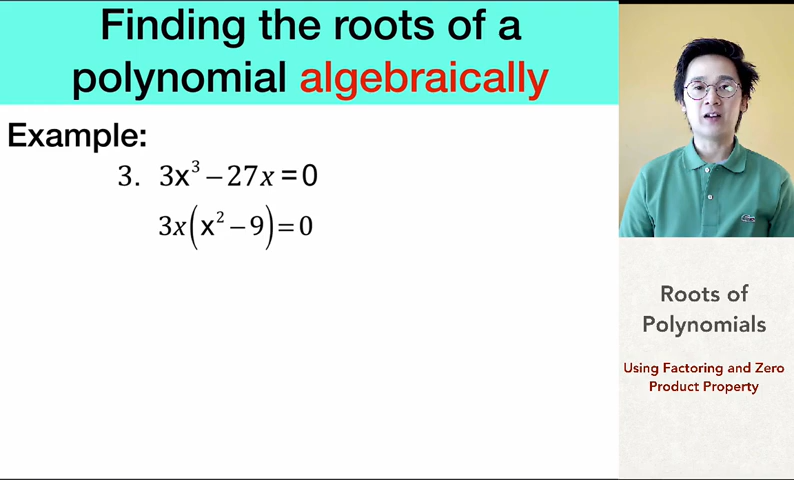 Finding the roots of a
polynomial algebraically
Example:
3. 3x³ − 27x = 0
3x(x² − 9) = 0
Roots of
Polynomials
Using Factoring and Zero
Product Property